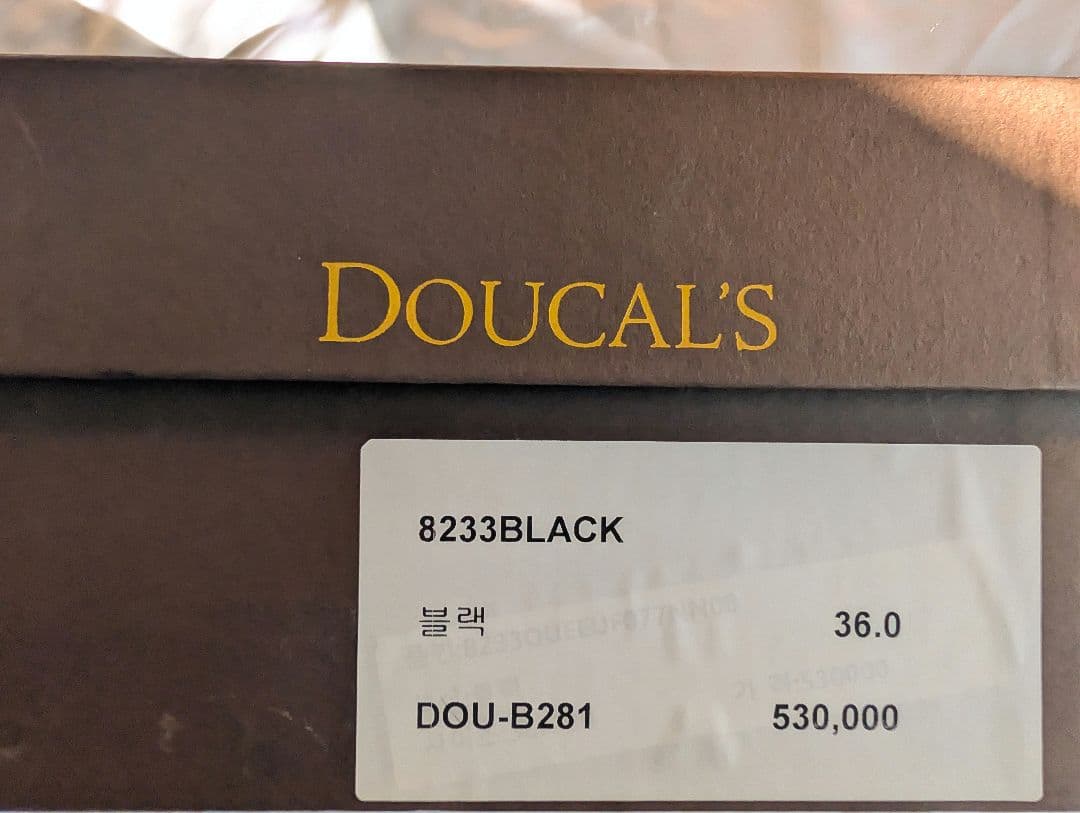 DOUCAL'S
8233BLACK
블랙 36.0
DOU-B281 530,000